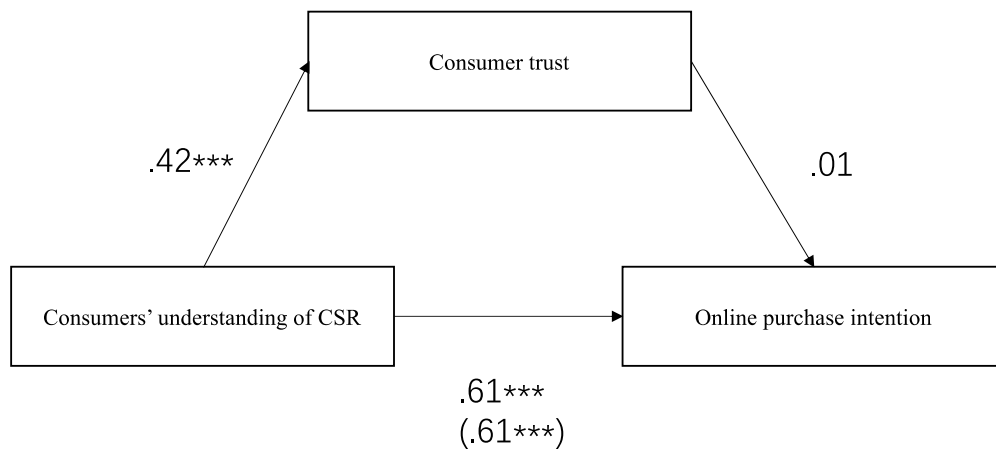 Consumer trust
.42***
.01
Consumers’ understanding of CSR
Online purchase intention
.61***
(.61***)